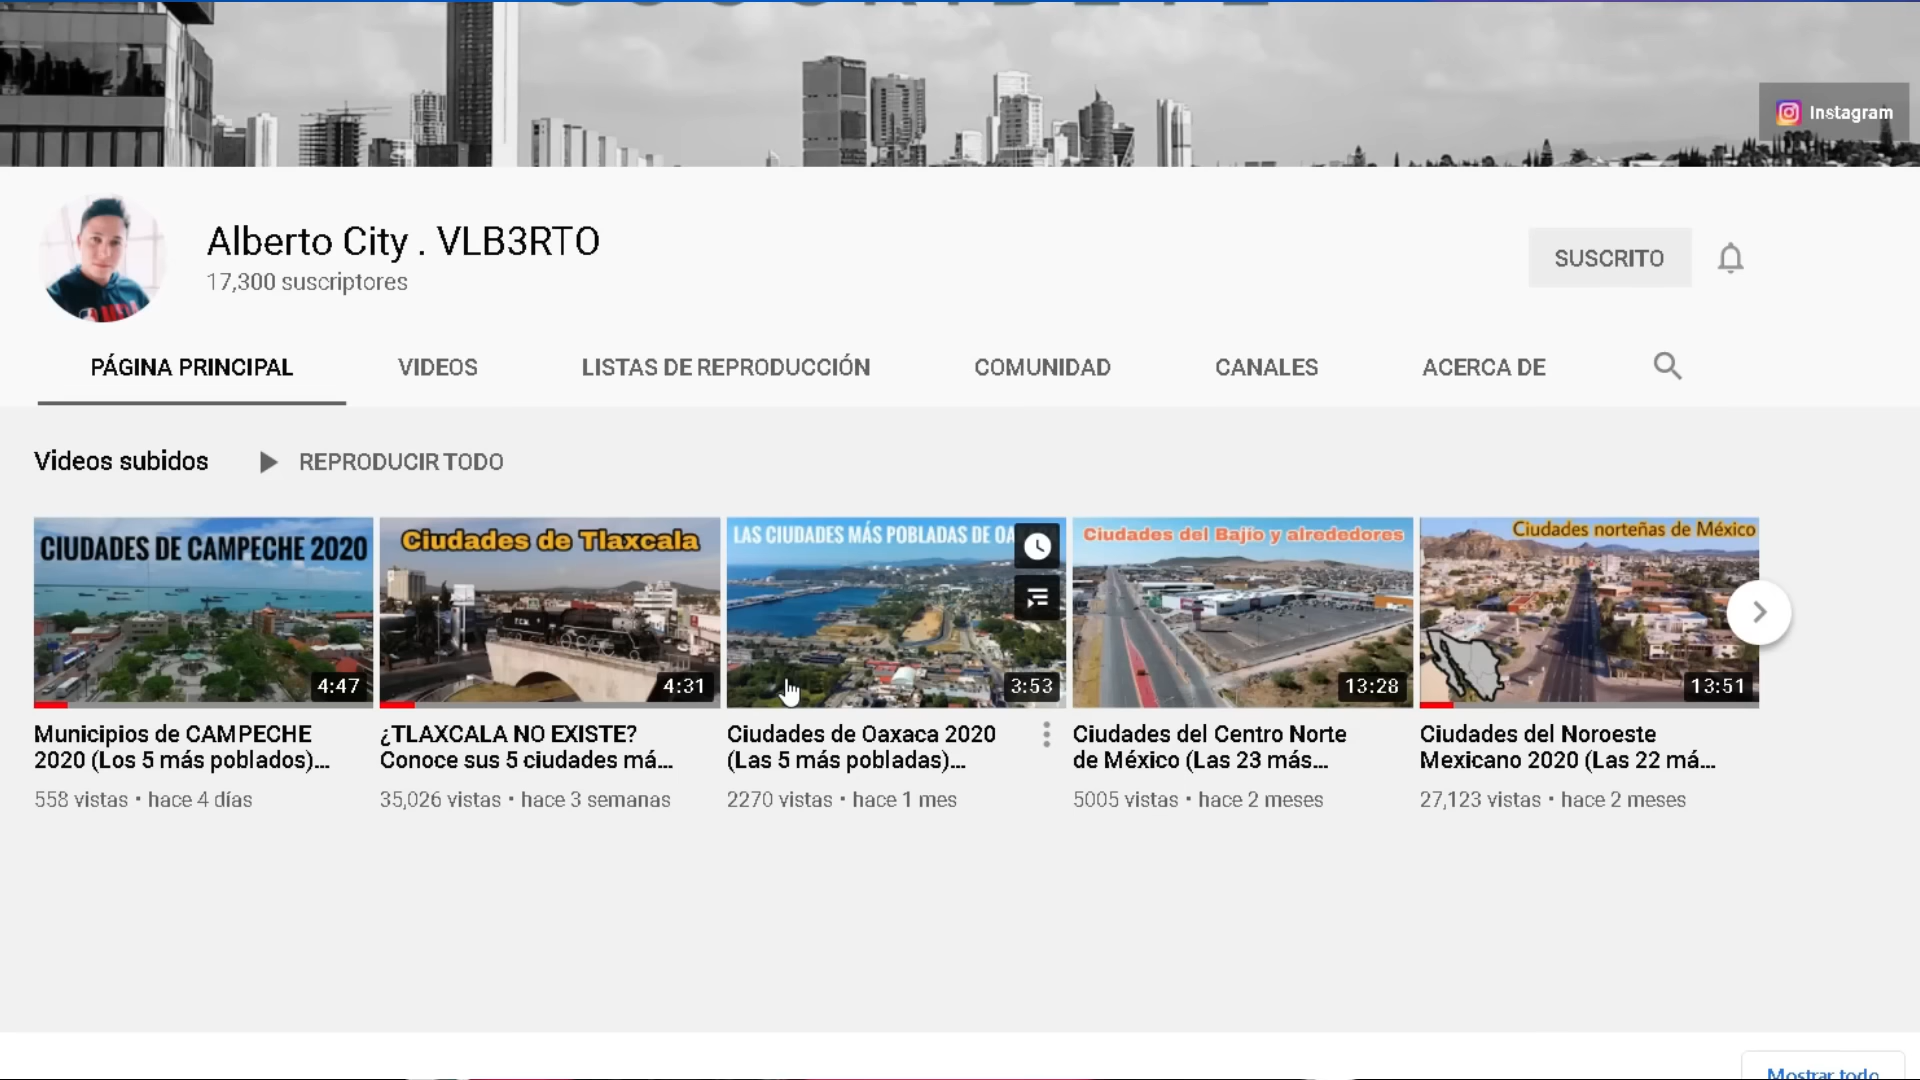 Instagram
Alberto City . VLB3RTO
17,300 suscriptores
SUSCRITO
PÁGINA PRINCIPAL
VIDEOS
LISTAS DE REPRODUCCIÓN
COMUNIDAD
CANALES
ACERCA DE
Videos subidos
REPRODUCIR TODO
CIUDADES DE CAMPECHE 2020
4:47
Municipios de CAMPECHE
2020 (Los 5 más poblados)...
558 vistas • hace 4 días
Ciudades de Tlaxcala
4:31
¿TLAXCALA NO EXISTE?
Conoce sus 5 ciudades má...
35,026 vistas • hace 3 semanas
LAS CIUDADES MÁS POBLADAS DE OA
3:53
Ciudades de Oaxaca 2020
(Las 5 más pobladas)...
2270 vistas • hace 1 mes
Ciudades del Bajío y alrededores
13:28
Ciudades del Centro Norte
de México (Las 23 más...
5005 vistas • hace 2 meses
Ciudades norteñas de México
13:51
Ciudades del Noroeste
Mexicano 2020 (Las 22 má...
27,123 vistas • hace 2 meses
Mostrar todo